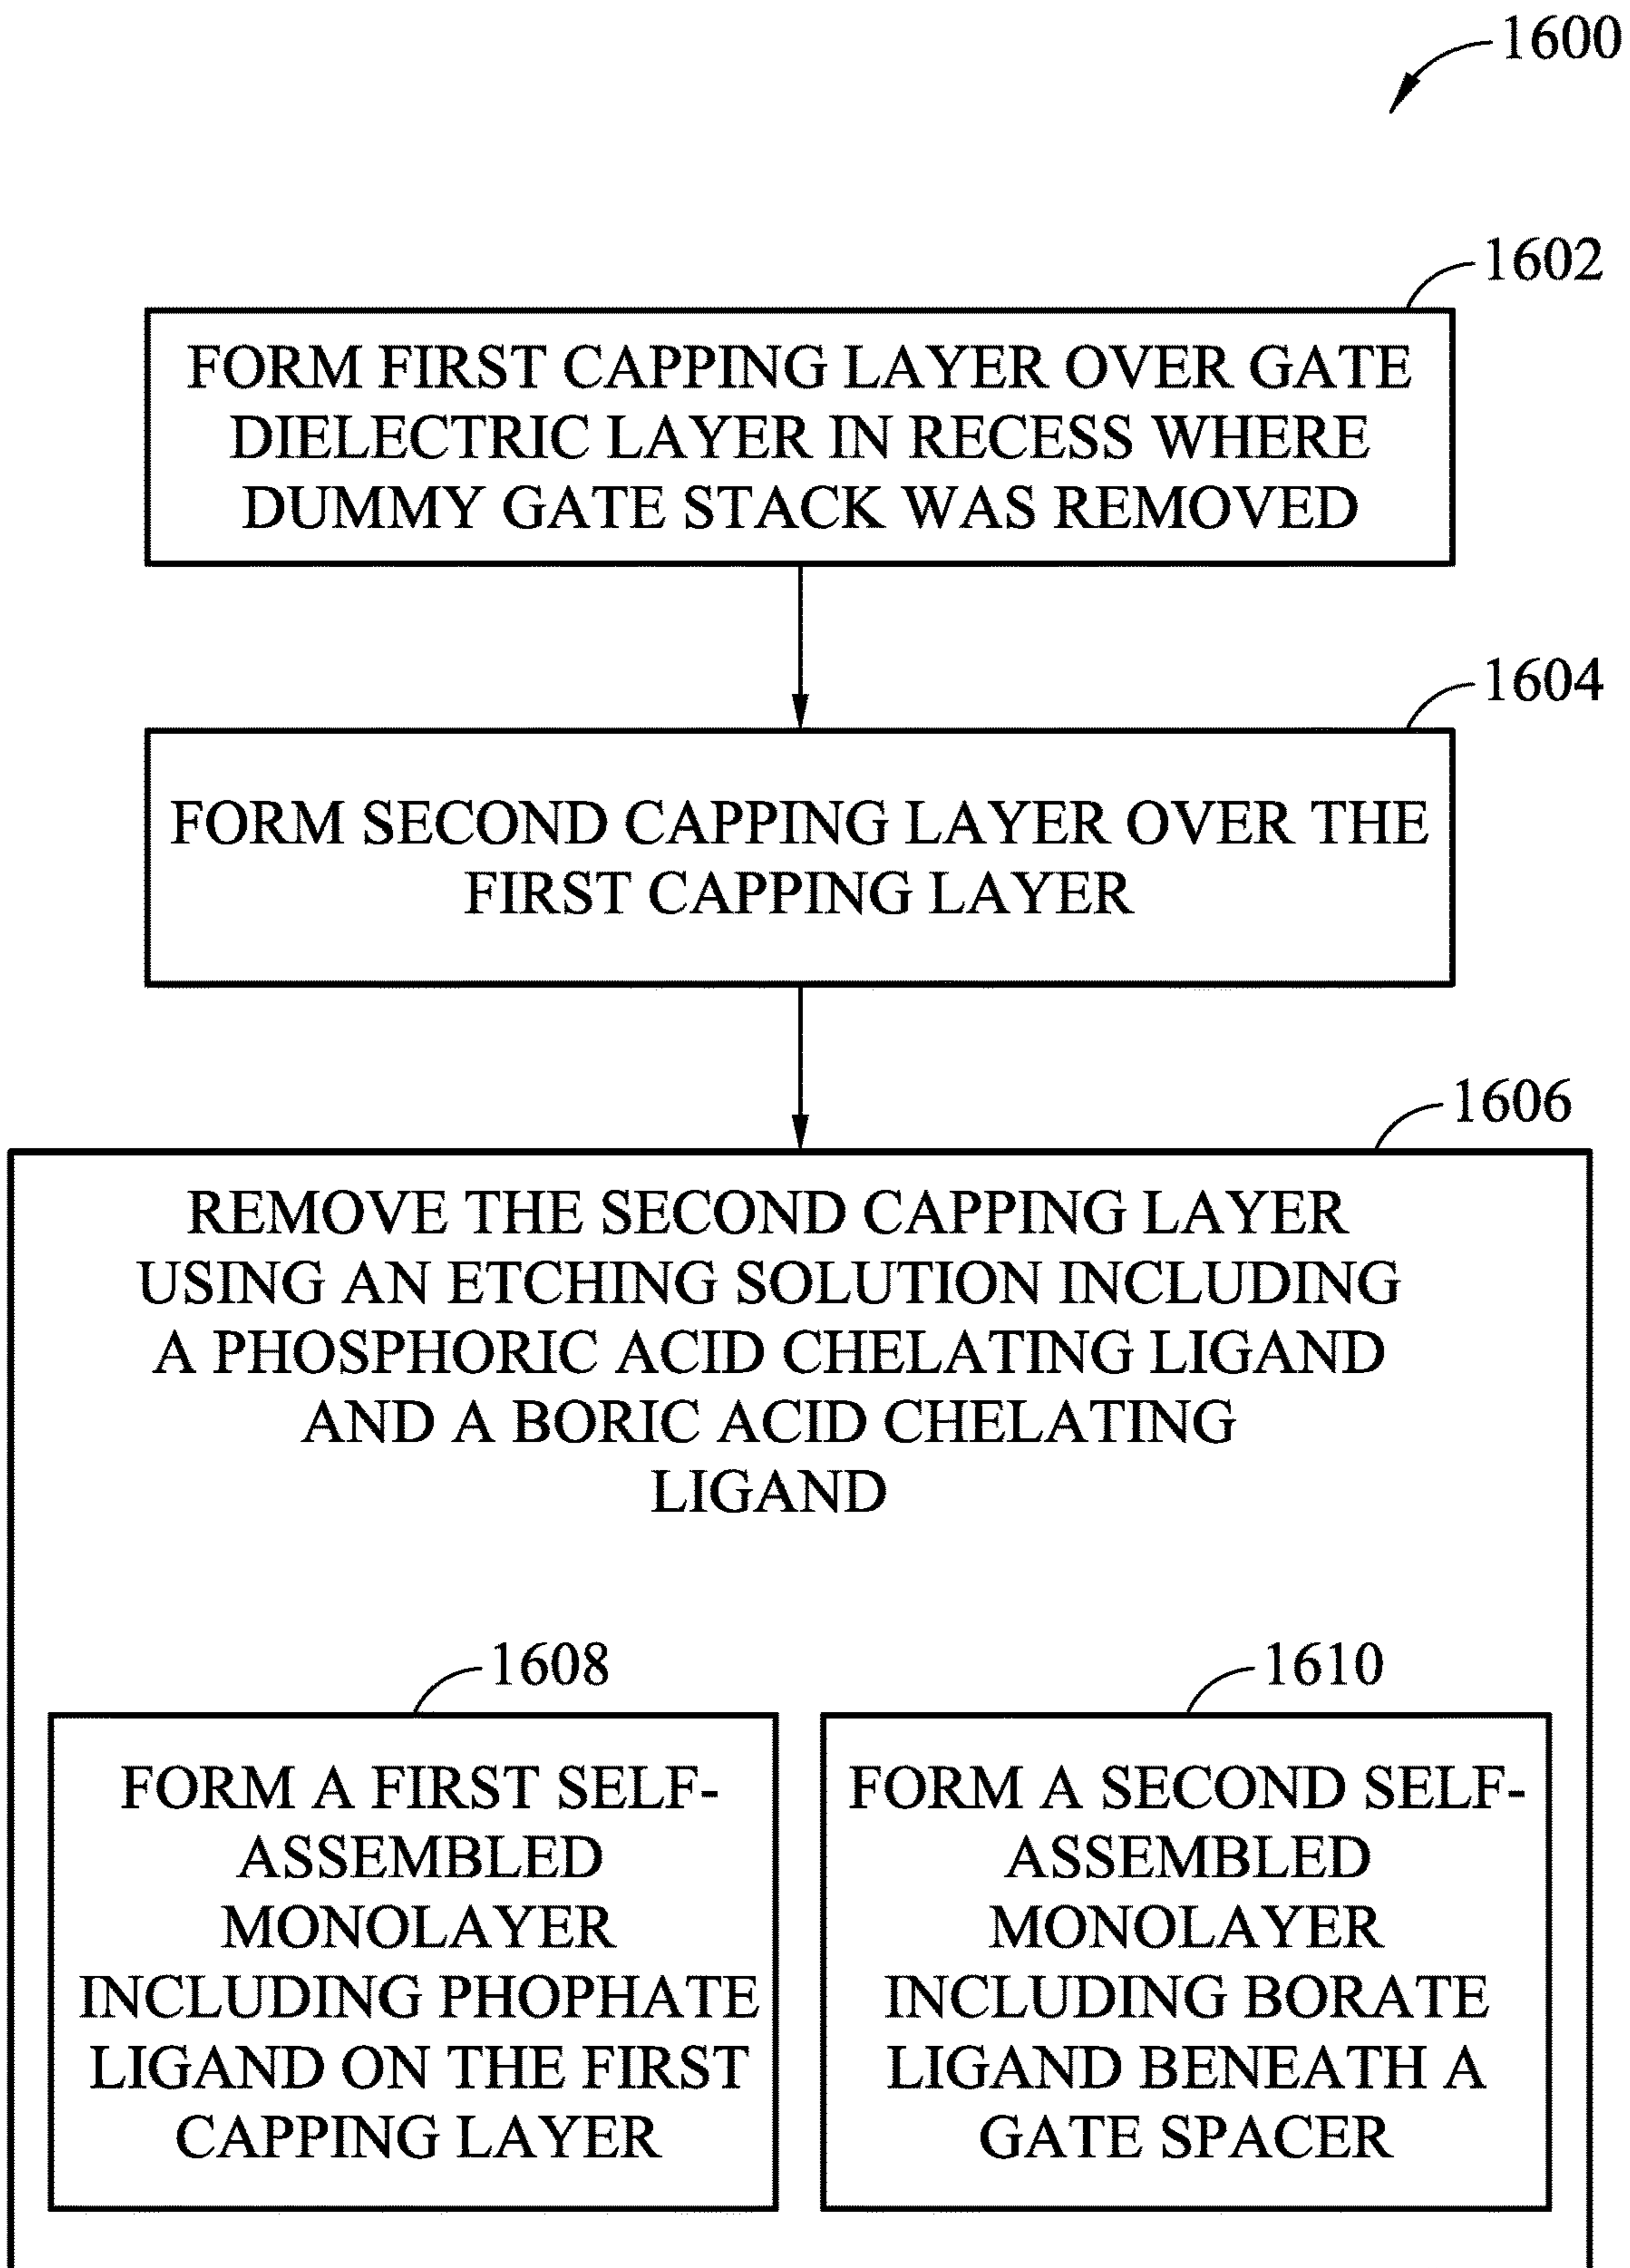 1600
1602
FORM FIRST CAPPING LAYER OVER GATE
DIELECTRIC LAYER IN RECESS WHERE
DUMMY GATE STACK WAS REMOVED
1604
FORM SECOND CAPPING LAYER OVER THE
FIRST CAPPING LAYER
1606
REMOVE THE SECOND CAPPING LAYER
USING AN ETCHING SOLUTION INCLUDING
A PHOSPHORIC ACID CHELATING LIGAND
AND A BORIC ACID CHELATING
LIGAND
1608
FORM A FIRST SELF-
ASSEMBLED
MONOLAYER
INCLUDING PHOPHATE
LIGAND ON THE FIRST
CAPPING LAYER
1610
FORM A SECOND SELF-
ASSEMBLED
MONOLAYER
INCLUDING BORATE
LIGAND BENEATH A
GATE SPACER